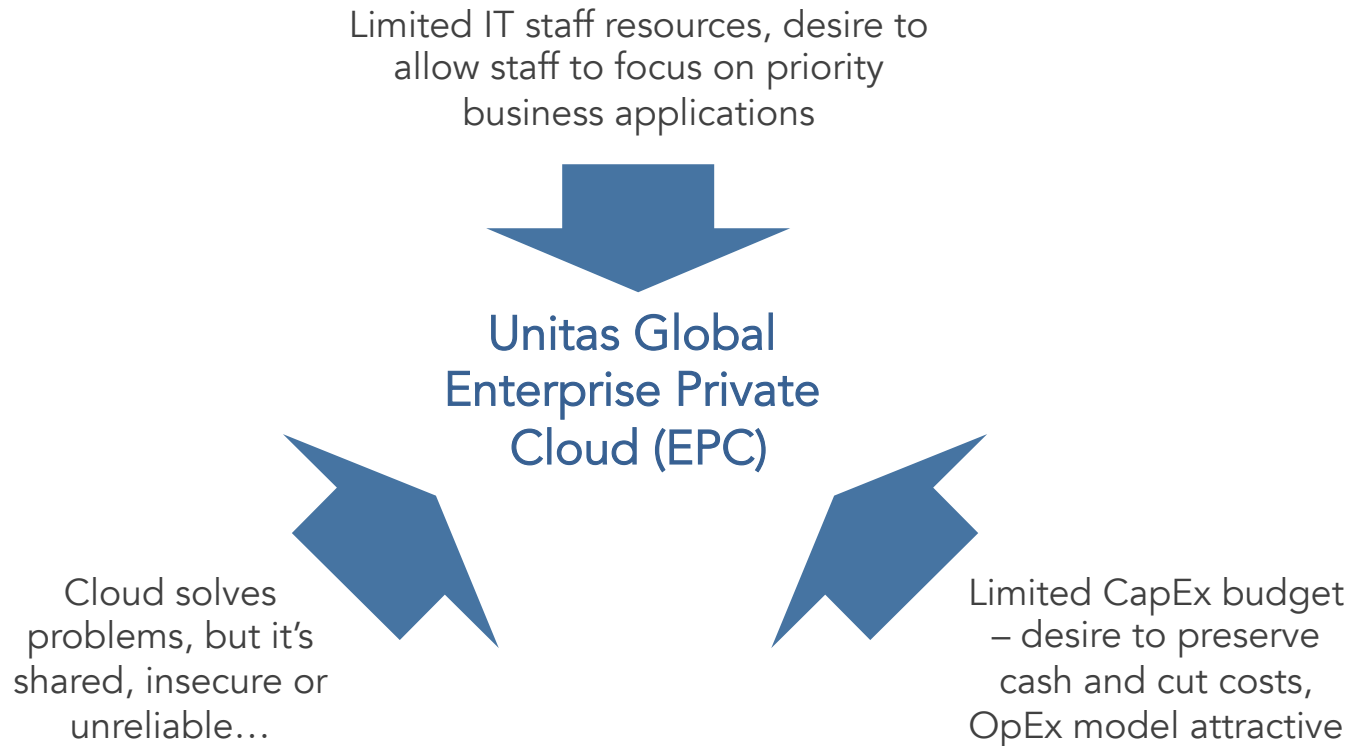 Limited IT staff resources, desire to
allow staff to focus on priority
business applications
Unitas Global
Enterprise Private
Cloud (EPC)
Cloud solves
problems, but it’s
shared, insecure or
unreliable…
Limited CapEx budget
– desire to preserve
cash and cut costs,
OpEx model attractive